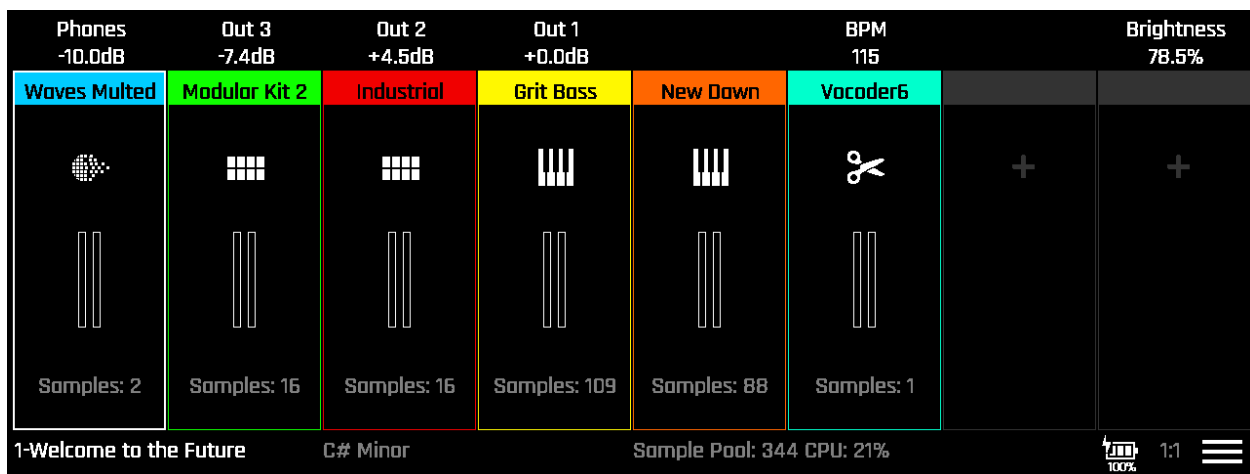 Phones Out 3 Out 2 Out 1 BPM Brightness
-10.0dB -7.4dB +4.5dB +0.0dB 115 78.5%
Waves Multed Modular Kit 2 Industrial Grit Bass New Dawn Vocoder6
Samples: 2 Samples: 16 Samples: 16 Samples: 109 Samples: 88 Samples: 1
1-Welcome to the Future C# Minor Sample Pool: 344 CPU: 21% 1:1
100%